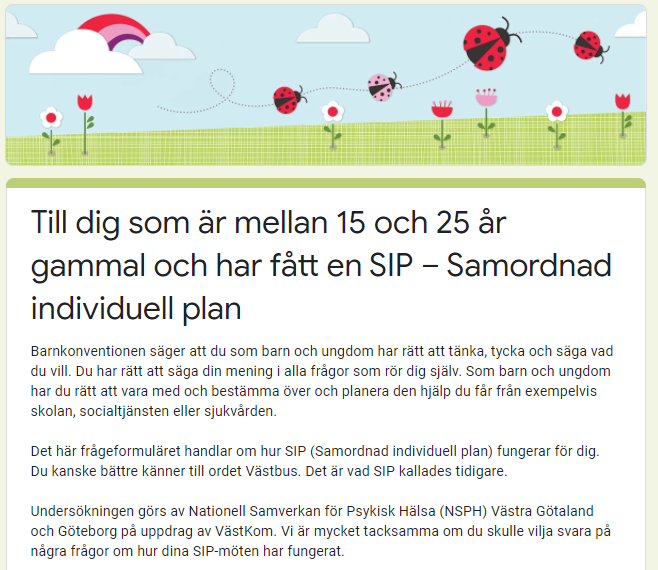 Till dig som är mellan 15 och 25 år
gammal och har fått en SIP – Samordnad
individuell plan
Barnkonventionen säger att du som barn och ungdom har rätt att tänka, tycka och säga vad
du vill. Du har rätt att säga din mening i alla frågor som rör dig själv. Som barn och ungdom
har du rätt att vara med och bestämma över och planera den hjälp du får från exempelvis
skolan, socialtjänsten eller sjukvården.
Det här frågeformuläret handlar om hur SIP (Samordnad individuell plan) fungerar för dig.
Du kanske bättre känner till ordet Västbus. Det är vad SIP kallades tidigare.
Undersökningen görs av Nationell Samverkan för Psykisk Hälsa (NSPH) Västra Götaland
och Göteborg på uppdrag av VästKom. Vi är mycket tacksamma om du skulle vilja svara på
några frågor om hur dina SIP-möten har fungerat.